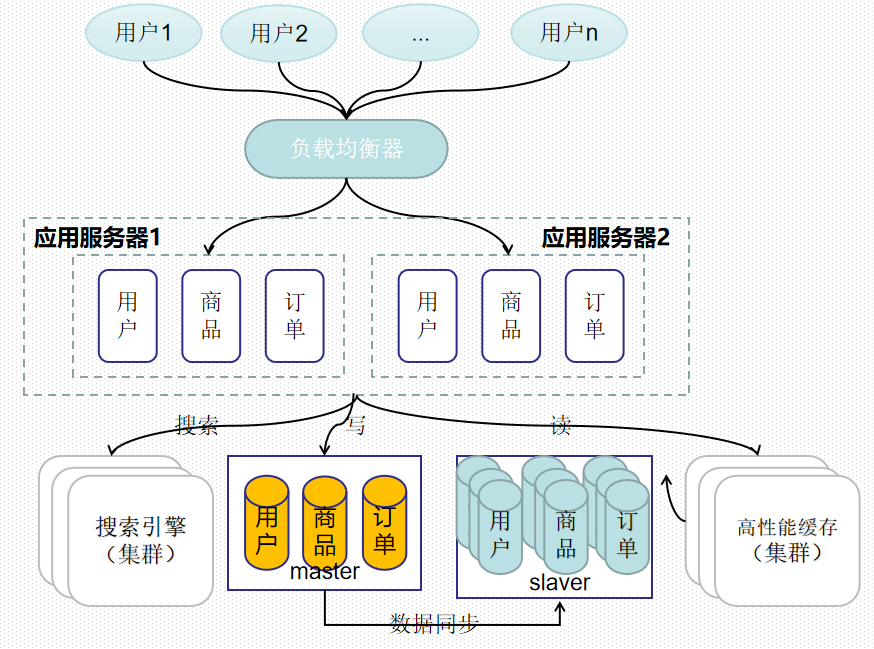 用户1
用户2
...
用户n
负载均衡器
应用服务器1
应用服务器2
用户
商品
订单
用户
商品
订单
搜索
写
读
搜索引擎
（集群）
用户
商品
订单
master
用户
商品
订单
slaver
高性能缓存
（集群）
数据同步